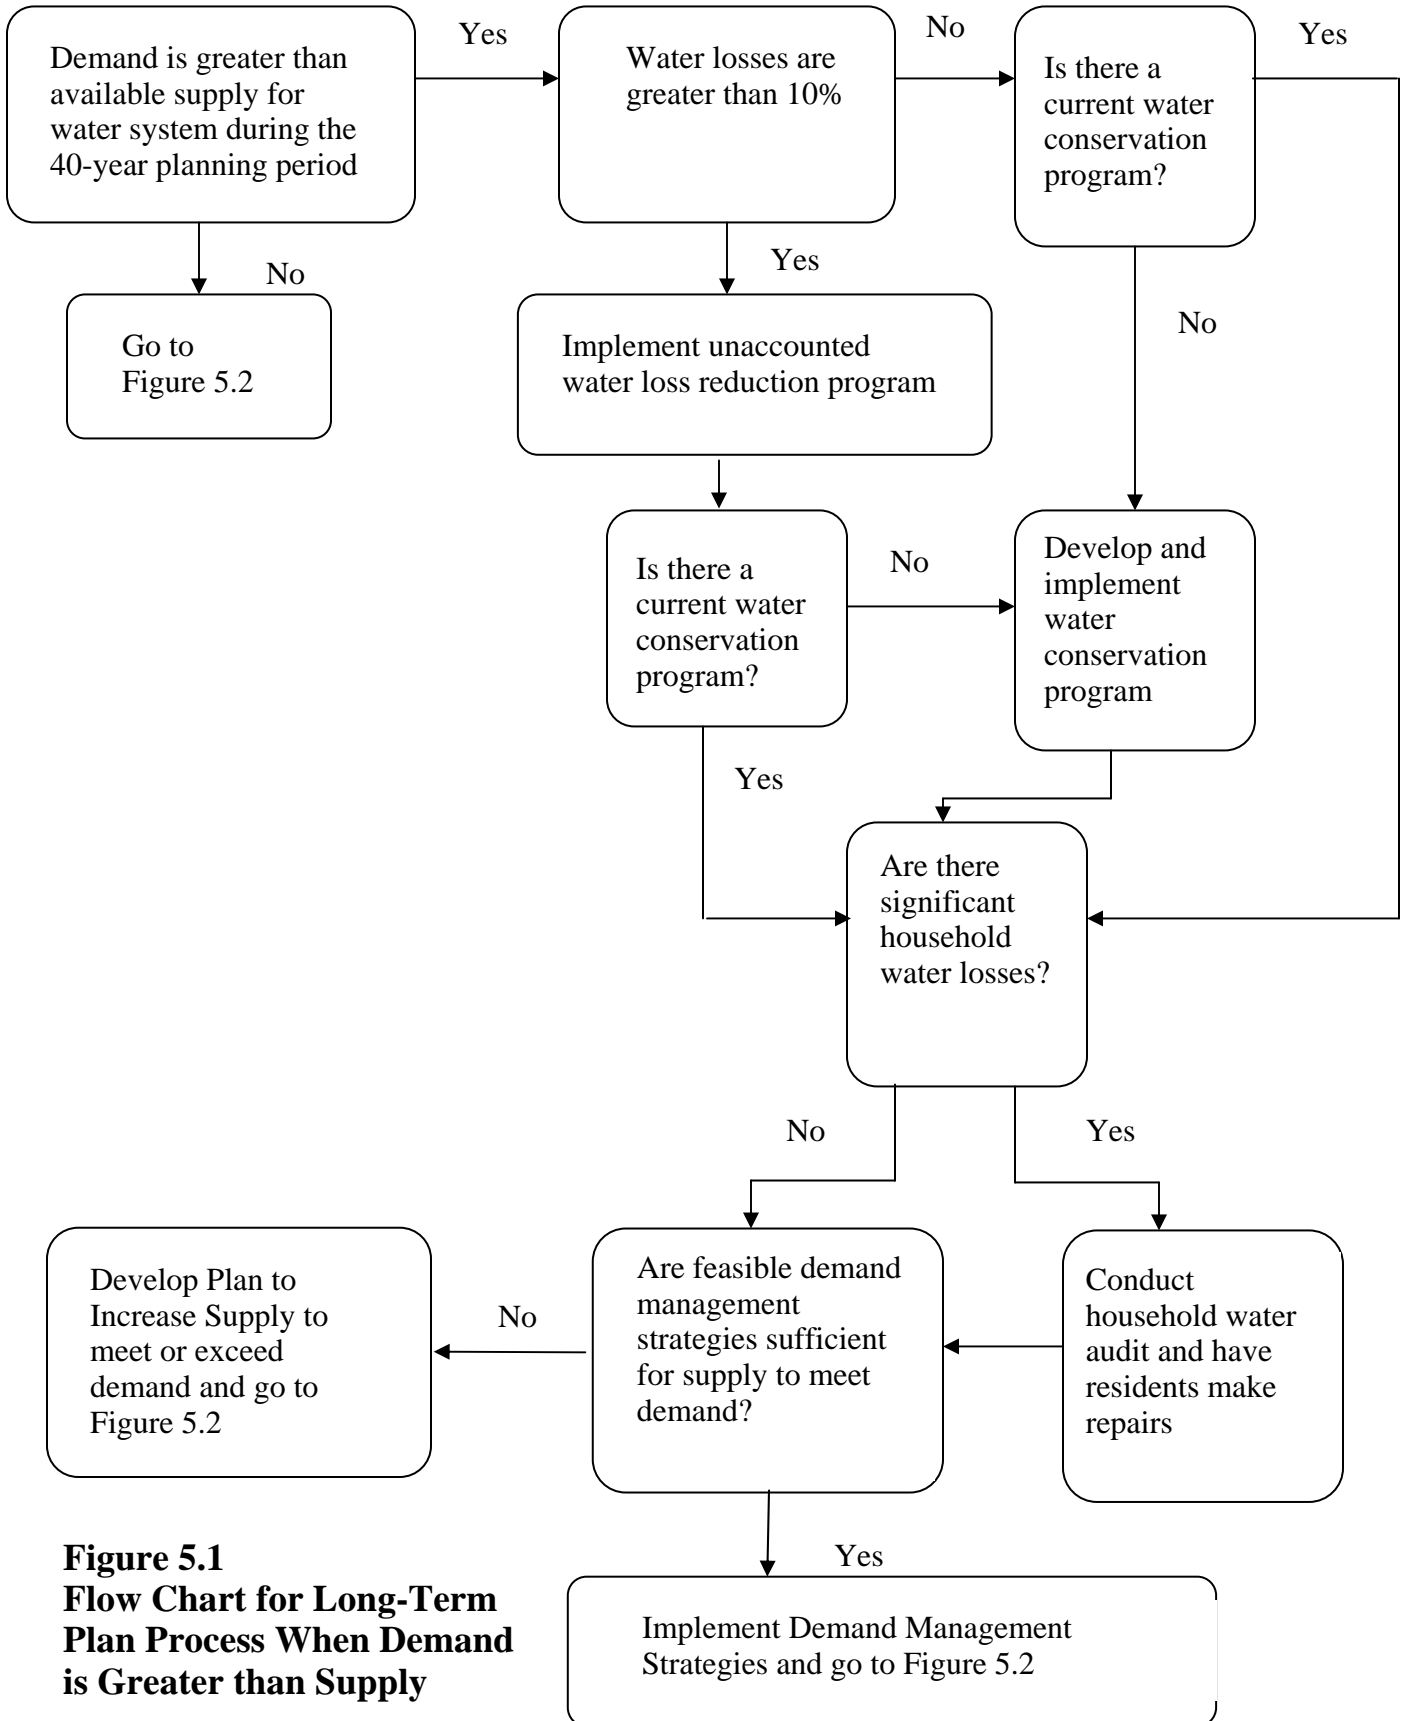 Demand is greater than
available supply for
water system during the
40-year planning period
Yes
Water losses are
greater than 10%
No
Is there a
current water
conservation
program?
Yes
No
Go to
Figure 5.2
Yes
Implement unaccounted
water loss reduction program
No
Is there a
current water
conservation
program?
No
Develop and
implement
water
conservation
program
Yes
Are there
significant
household
water losses?
No
Yes
Develop Plan to
Increase Supply to
meet or exceed
demand and go to
Figure 5.2
No
Are feasible demand
management
strategies sufficient
for supply to meet
demand?
Conduct
household water
audit and have
residents make
repairs
Yes
Implement Demand Management
Strategies and go to Figure 5.2
Figure 5.1
Flow Chart for Long-Term
Plan Process When Demand
is Greater than Supply